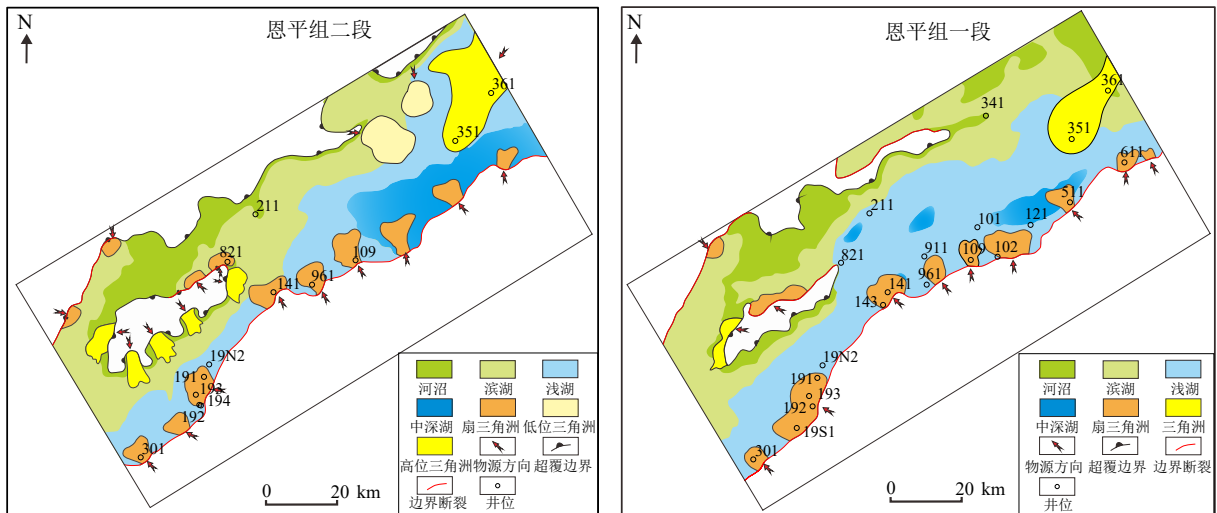 N
恩平组二段
361
351
211
821
109
961
141
19N2
191
193
194
192
301
河沼
滨湖
浅湖
中深湖
扇三角洲
低位三角洲
高位三角洲
物源方向
超覆边界
边界断裂
井位
0 20 km
N
恩平组一段
361
341
351
611
511
211
101
121
821
911
109
102
961
141
143
19N2
191
193
192
19S1
301
河沼
滨湖
浅湖
中深湖
扇三角洲
三角洲
物源方向
超覆边界
边界断裂
井位
0 20 km